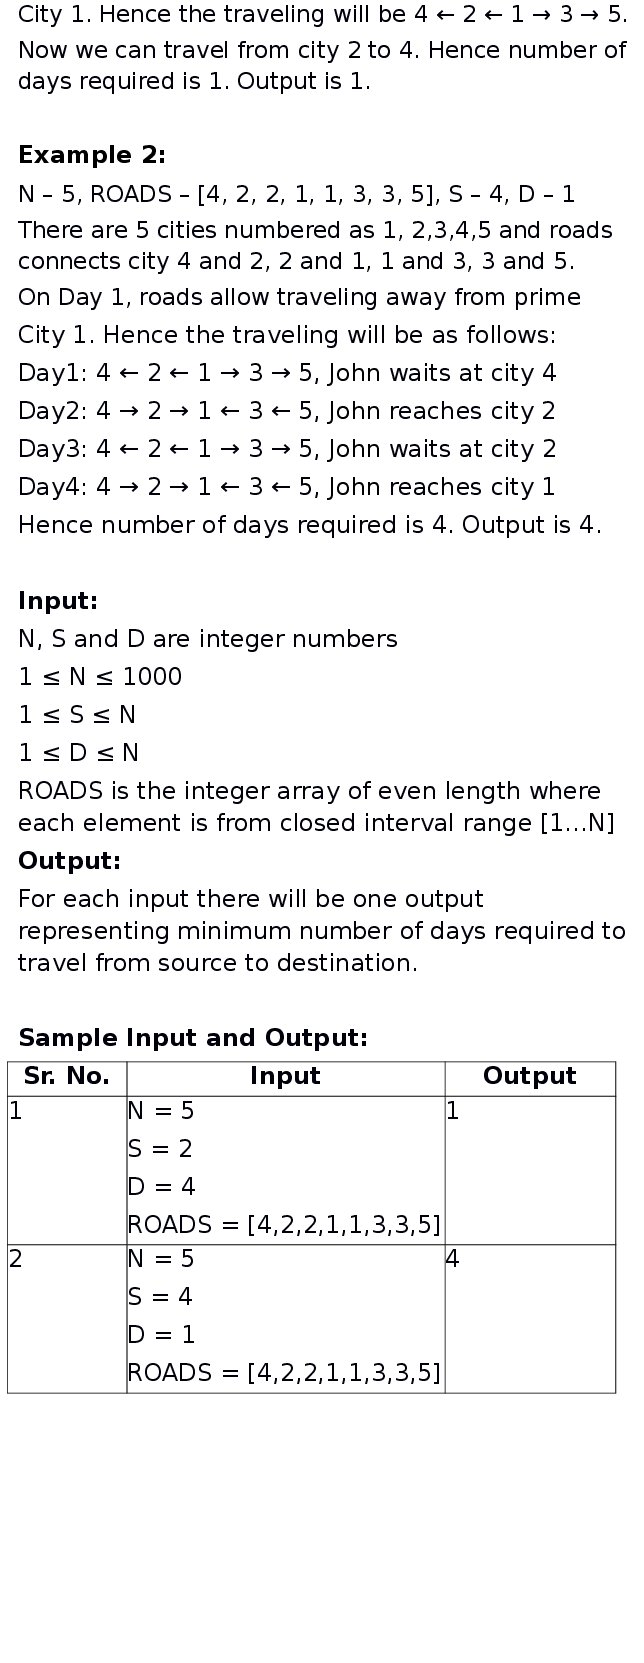 City 1. Hence the traveling will be 4 ← 2 ← 1 → 3 → 5.
Now we can travel from city 2 to 4. Hence number of
days required is 1. Output is 1.
Example 2:
N – 5, ROADS – [4, 2, 2, 1, 1, 3, 3, 5], S – 4, D – 1
There are 5 cities numbered as 1, 2,3,4,5 and roads
connects city 4 and 2, 2 and 1, 1 and 3, 3 and 5.
On Day 1, roads allow traveling away from prime
City 1. Hence the traveling will be as follows:
Day1: 4 ← 2 ← 1 → 3 → 5, John waits at city 4
Day2: 4 → 2 → 1 ← 3 ← 5, John reaches city 2
Day3: 4 ← 2 ← 1 → 3 → 5, John waits at city 2
Day4: 4 → 2 → 1 ← 3 ← 5, John reaches city 1
Hence number of days required is 4. Output is 4.
Input:
N, S and D are integer numbers
1 ≤ N ≤ 1000
1 ≤ S ≤ N
1 ≤ D ≤ N
ROADS is the integer array of even length where
each element is from closed interval range [1...N]
Output:
For each input there will be one output
representing minimum number of days required to
travel from source to destination.
Sample Input and Output:
Sr. No. Input Output
1 N = 5 1
S = 2
D = 4
ROADS = [4,2,2,1,1,3,3,5]
2 N = 5 4
S = 4
D = 1
ROADS = [4,2,2,1,1,3,3,5]